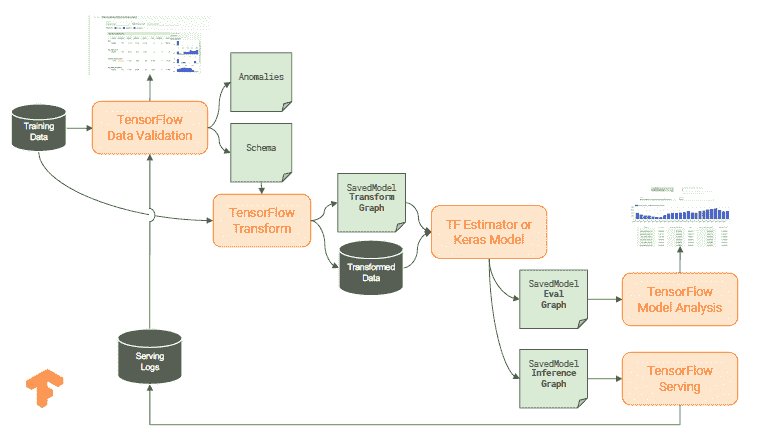 Anomalies
Training
Data
TensorFlow
Data Validation
Schema
TensorFlow
Transform
SavedModel
Transform
Graph
TF Estimator or
Keras Model
Transformed
Data
SavedModel
Eval
Graph
TensorFlow
Model Analysis
Serving
Logs
SavedModel
Inference
Graph
TensorFlow
Serving